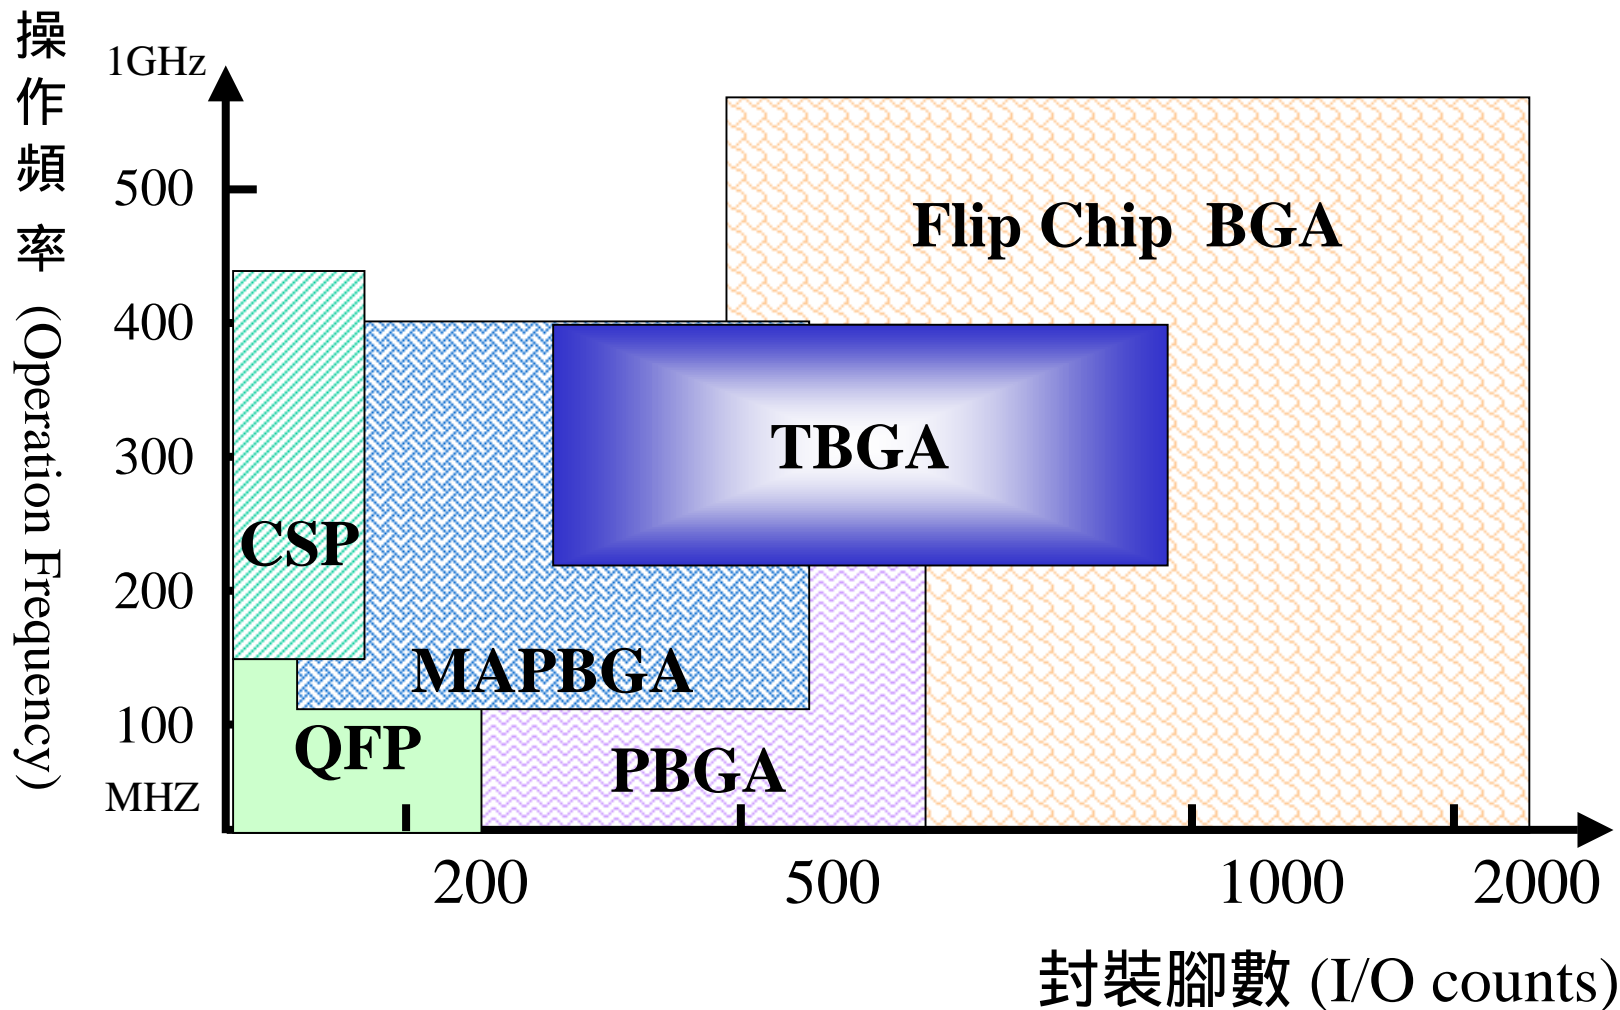 操作頻率 (Operation Frequency)
1GHz
500
400
300
200
100
MHZ
Flip Chip BGA
TBGA
CSP
MAPBGA
QFP
PBGA
200 500 1000 2000
封裝腳數 (I/O counts)